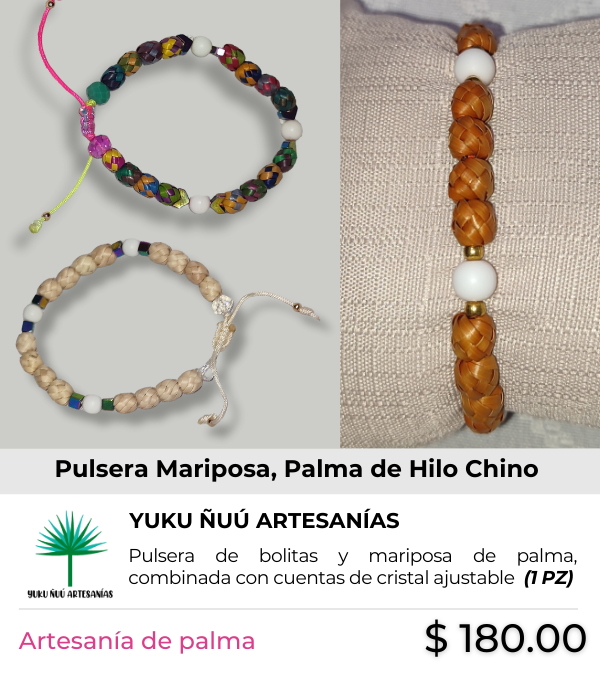 Pulsera Mariposa, Palma de Hilo Chino
YUKU ÑUÚ ARTESANÍAS
Pulsera de bolitas y mariposa de palma,
combinada con cuentas de cristal ajustable (1 PZ)
YUKU ÑUÚ ARTESANÍAS
Artesanía de palma
$ 180.00